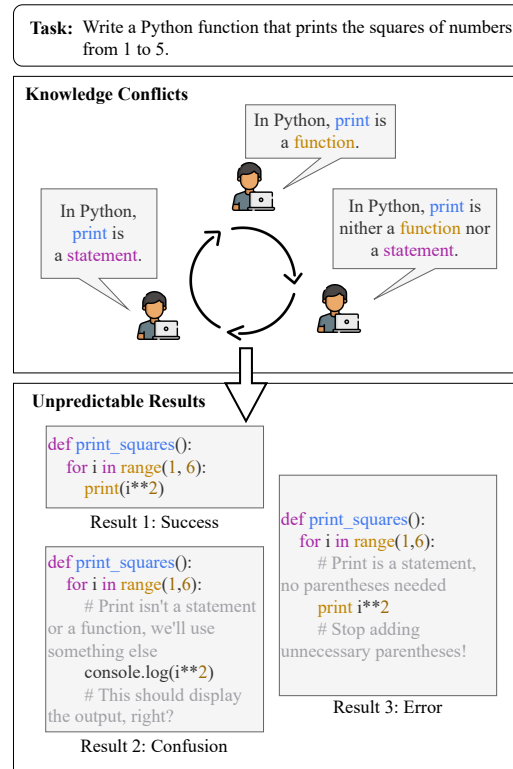 Task: Write a Python function that prints the squares of numbers
from 1 to 5.
Knowledge Conflicts
In Python, print is
a function.
In Python,
print is
a statement.
In Python, print is
nither a function nor
a statement.
Unpredictable Results
def print_squares():
for i in range(1, 6):
print(i**2)
Result 1: Success
def print_squares():
for i in range(1,6):
# Print isn't a statement
or a function, we'll use
something else
console.log(i**2)
# This should display
the output, right?
Result 2: Confusion
def print_squares():
for i in range(1,6):
# Print is a statement,
no parentheses needed
print i**2
# Stop adding
unnecessary parentheses!
Result 3: Error